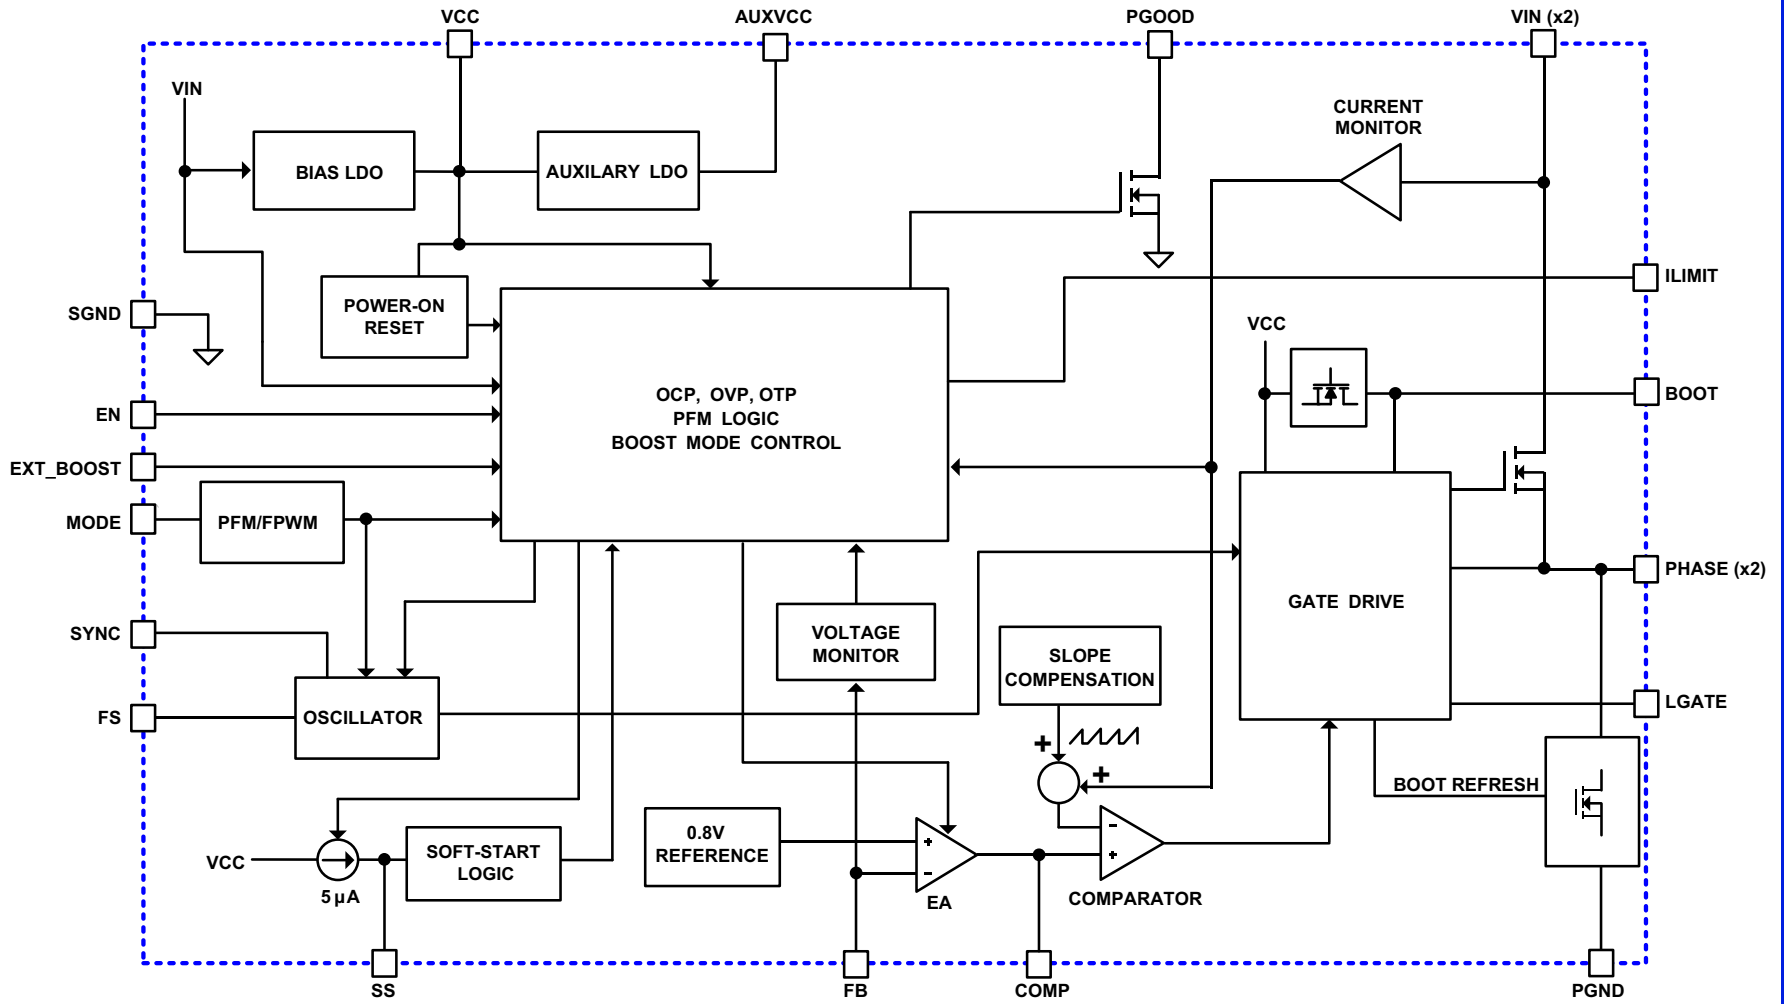 VCC
AUXVCC
PGOOD
VIN (x2)
VIN
CURRENT
MONITOR
BIAS LDO
AUXILARY LDO
ILIMIT
SGND
POWER-ON
RESET
VCC
OCP, OVP, OTP
PFM LOGIC
BOOST MODE CONTROL
BOOT
EN
EXT_BOOST
MODE
PFM/FPWM
PHASE (x2)
GATE DRIVE
SYNC
VOLTAGE
MONITOR
SLOPE
COMPENSATION
FS
OSCILLATOR
LGATE
+
+
BOOT REFRESH
0.8V
REFERENCE
+
−
EA
−
+
COMPARATOR
VCC
5 µA
SOFT-START
LOGIC
SS
FB
COMP
PGND